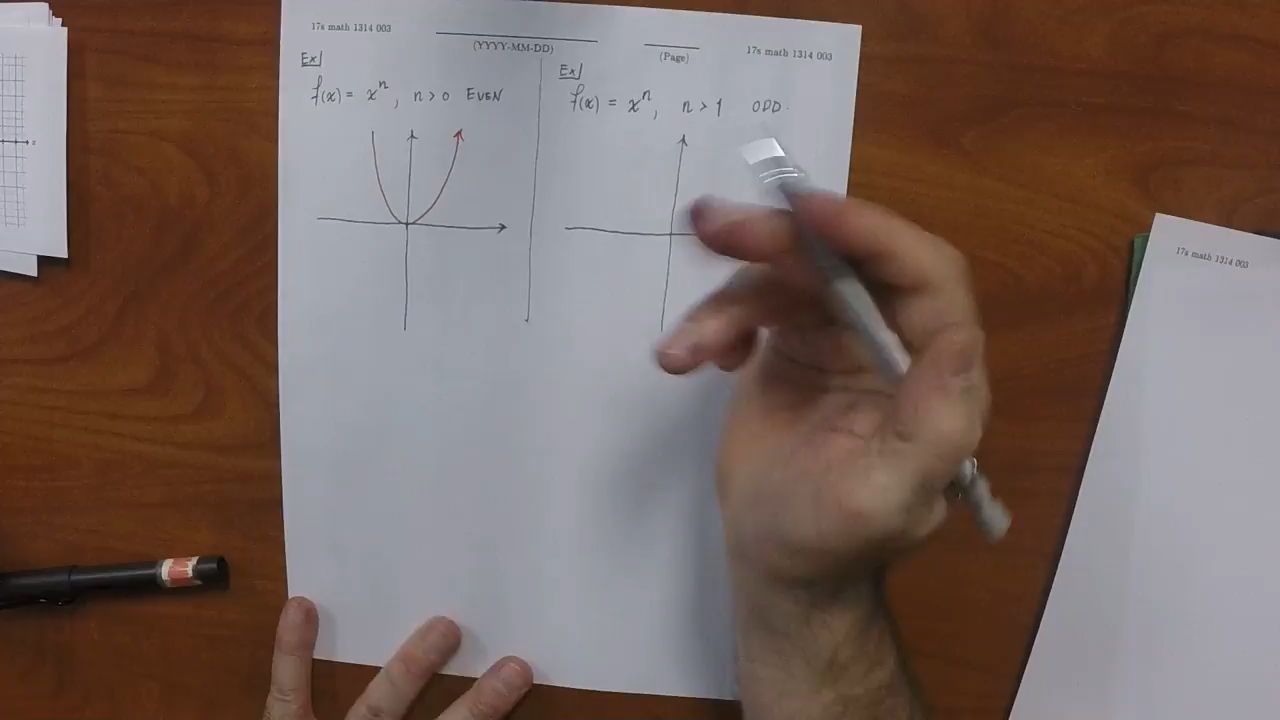 17s math 1314 003
(YYYY-MM-DD)
(Page)
17s math 1314 003
Ex
f(x) = x^n, n > 0 EVEN
Ex
f(x) = x^n, n > 1 ODD.
17s math 1314 003
x